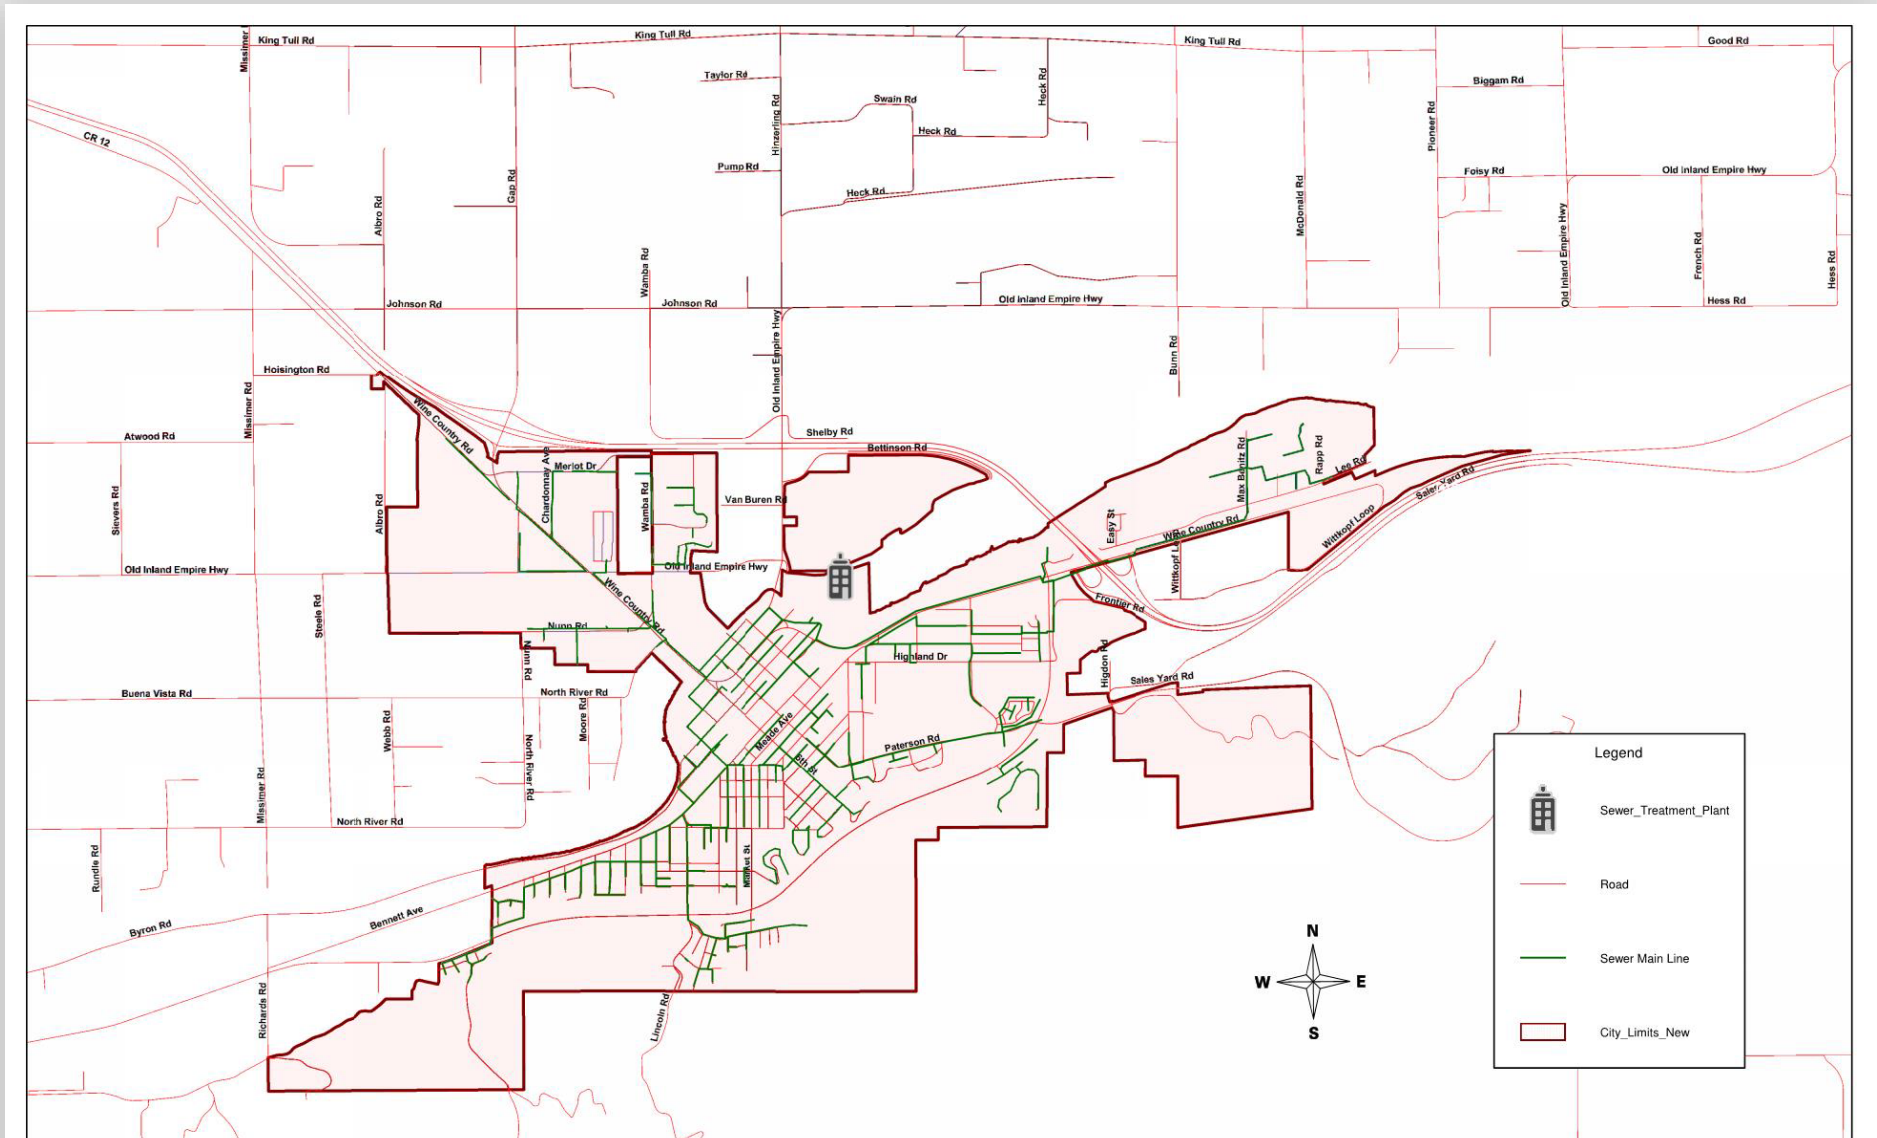 King Tull Rd
King Tull Rd
King Tull Rd
Good Rd
Missimer
Taylor Rd
Biggam Rd
Heck Rd
Swain Rd
Hinzerling Rd
Heck Rd
Pioneer Rd
CR 12
Pump Rd
Foisy Rd
Old Inland Empire Hwy
Gap Rd
Heck Rd
McDonald Rd
Albro Rd
Wamba Rd
Old Inland Empire Hwy
French Rd
Hess Rd
Johnson Rd
Johnson Rd
Old Inland Empire Hwy
Hess Rd
Old Inland Empire Hwy
Bunn Rd
Hoisington Rd
Missimer Rd
Wine Country Rd
Atwood Rd
Shelby Rd
Bettinson Rd
Merlot Dr
Chardonnay Ave
Max Benitz Rd
Rapp Rd
Lee Rd
Sales Yard Rd
Sievers Rd
Albro Rd
Wamba Rd
Van Buren Rd
Easy St
Wine Country Rd
Wittkopf Loop
Old Inland Empire Hwy
Old Inland Empire Hwy
Wittkopf L
Wine Country Rd
Frontier Rd
Steele Rd
Nunn Rd
Nunn Rd
Highland Dr
Higdon Rd
Sales Yard Rd
Buena Vista Rd
North River Rd
Webb Rd
Moore Rd
Meade Ave
Paterson Rd
6th St
North River Rd
Missimer Rd
North River Rd
Rundle Rd
Market St
Bennett Ave
Byron Rd
Richards Rd
Lincoln Rd
N
W E
S
Legend
Sewer_Treatment_Plant
Road
Sewer Main Line
City_Limits_New